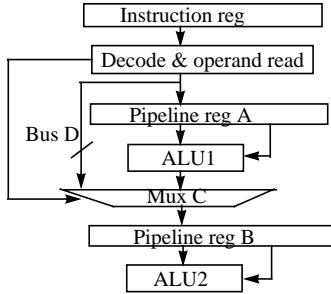 Instruction reg
Decode & operand read
Pipeline reg A
Bus D
ALU1
Mux C
Pipeline reg B
ALU2